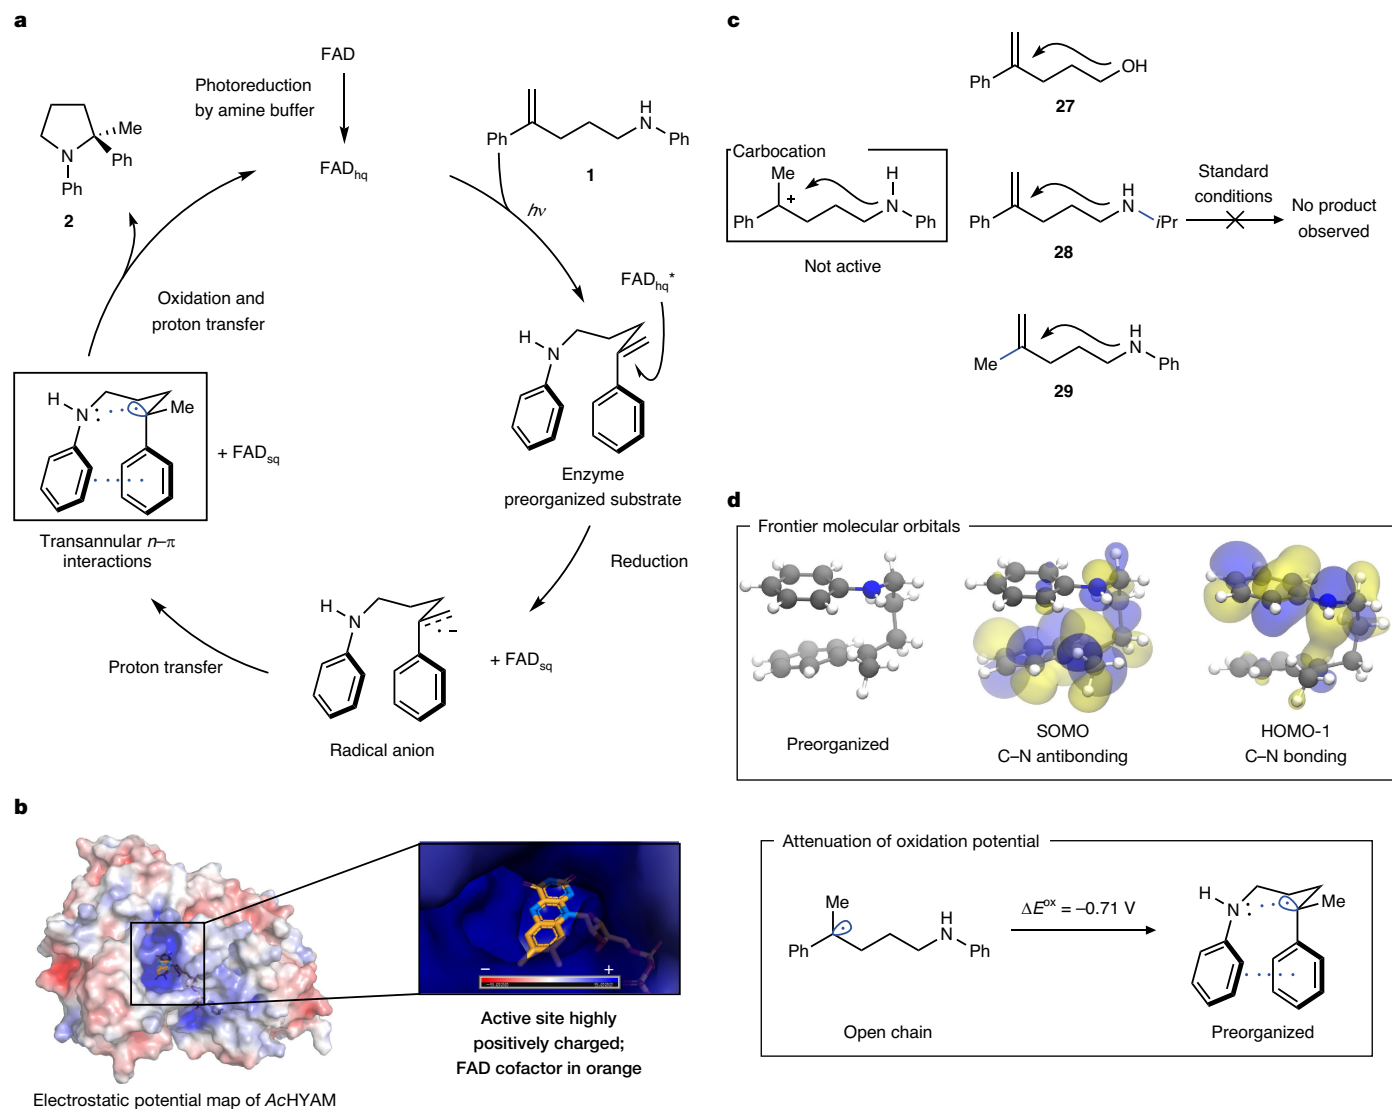 a
FAD
Photoreduction
by amine buffer
FADhq
Me
N
Ph
Ph
2
Ph
H
N
Ph
1
hν
FADhq*
H
N
Enzyme
preorganized substrate
Reduction
H
N
· –
+ FADsq
Radical anion
Proton transfer
H
N
Me
+ FADsq
Transannular n–π
interactions
Oxidation and
proton transfer
b
– +
–5.000 5.000
Active site highly
positively charged;
FAD cofactor in orange
Electrostatic potential map of AcHYAM
c
Ph
OH
27
Carbocation
Me
+
Ph
H
N
Ph
Not active
Ph
H
N
iPr
28
Standard
conditions
No product
observed
Me
H
N
Ph
29
d
Frontier molecular orbitals
Preorganized
SOMO
C–N antibonding
HOMO-1
C–N bonding
Attenuation of oxidation potential
Me
Ph
H
N
Ph
Open chain
ΔEox = –0.71 V
H
N
Me
Preorganized